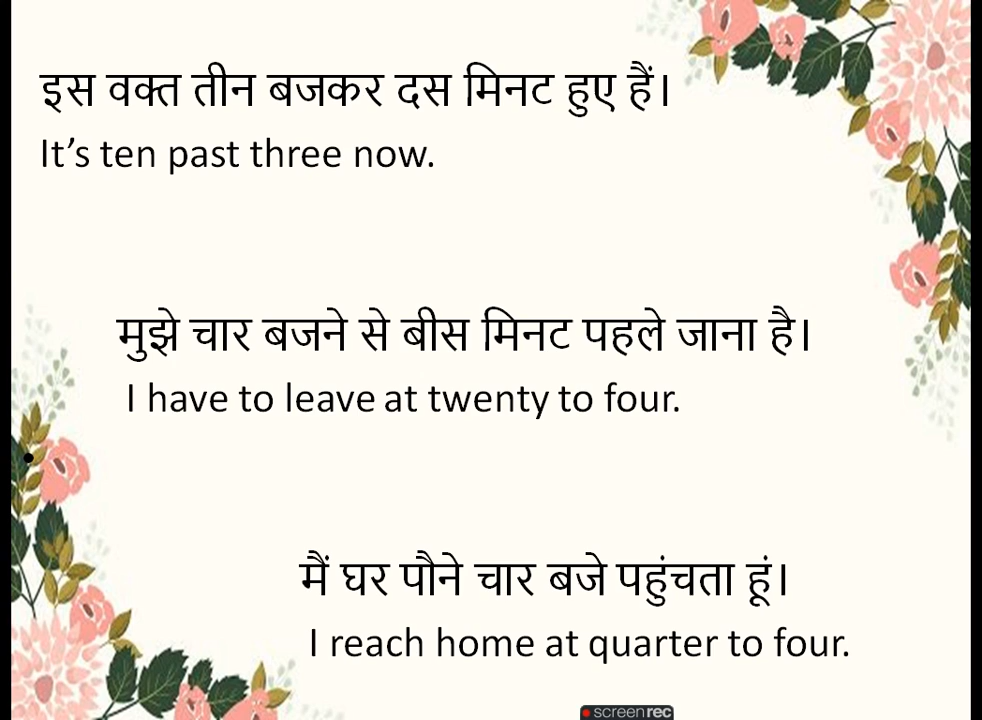 इस वक्त तीन बजकर दस मिनट हुए हैं।
It’s ten past three now.
मुझे चार बजने से बीस मिनट पहले जाना है।
I have to leave at twenty to four.
मैं घर पौने चार बजे पहुंचता हूं।
I reach home at quarter to four.
screenrec